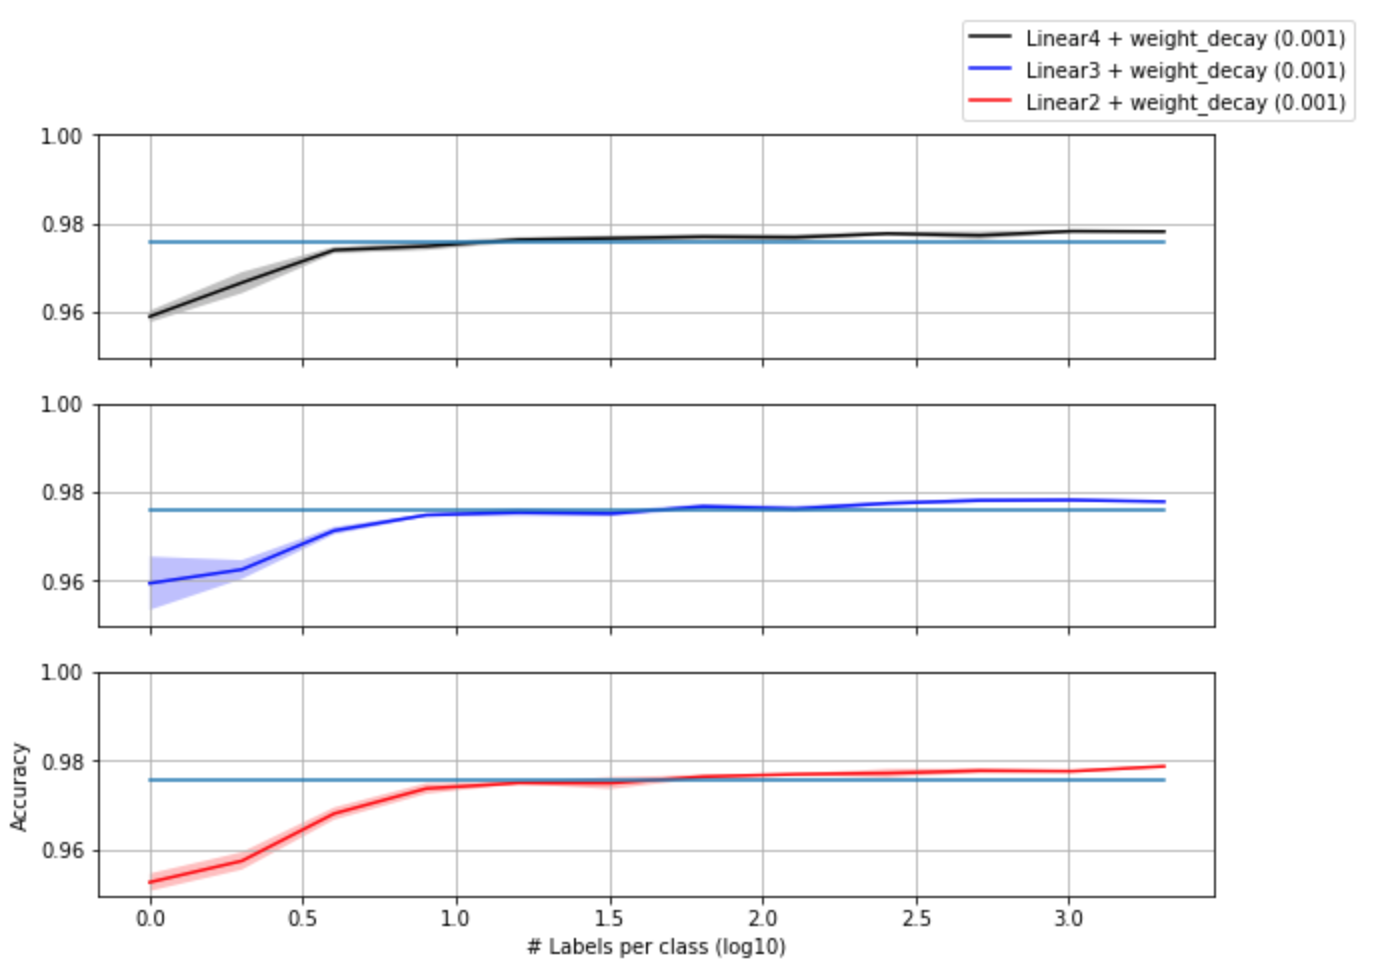 Linear4 + weight_decay (0.001)
Linear3 + weight_decay (0.001)
Linear2 + weight_decay (0.001)
1.00
0.98
0.96
1.00
0.98
0.96
1.00
0.98
0.96
Accuracy
0.0 0.5 1.0 1.5 2.0 2.5 3.0
# Labels per class (log10)